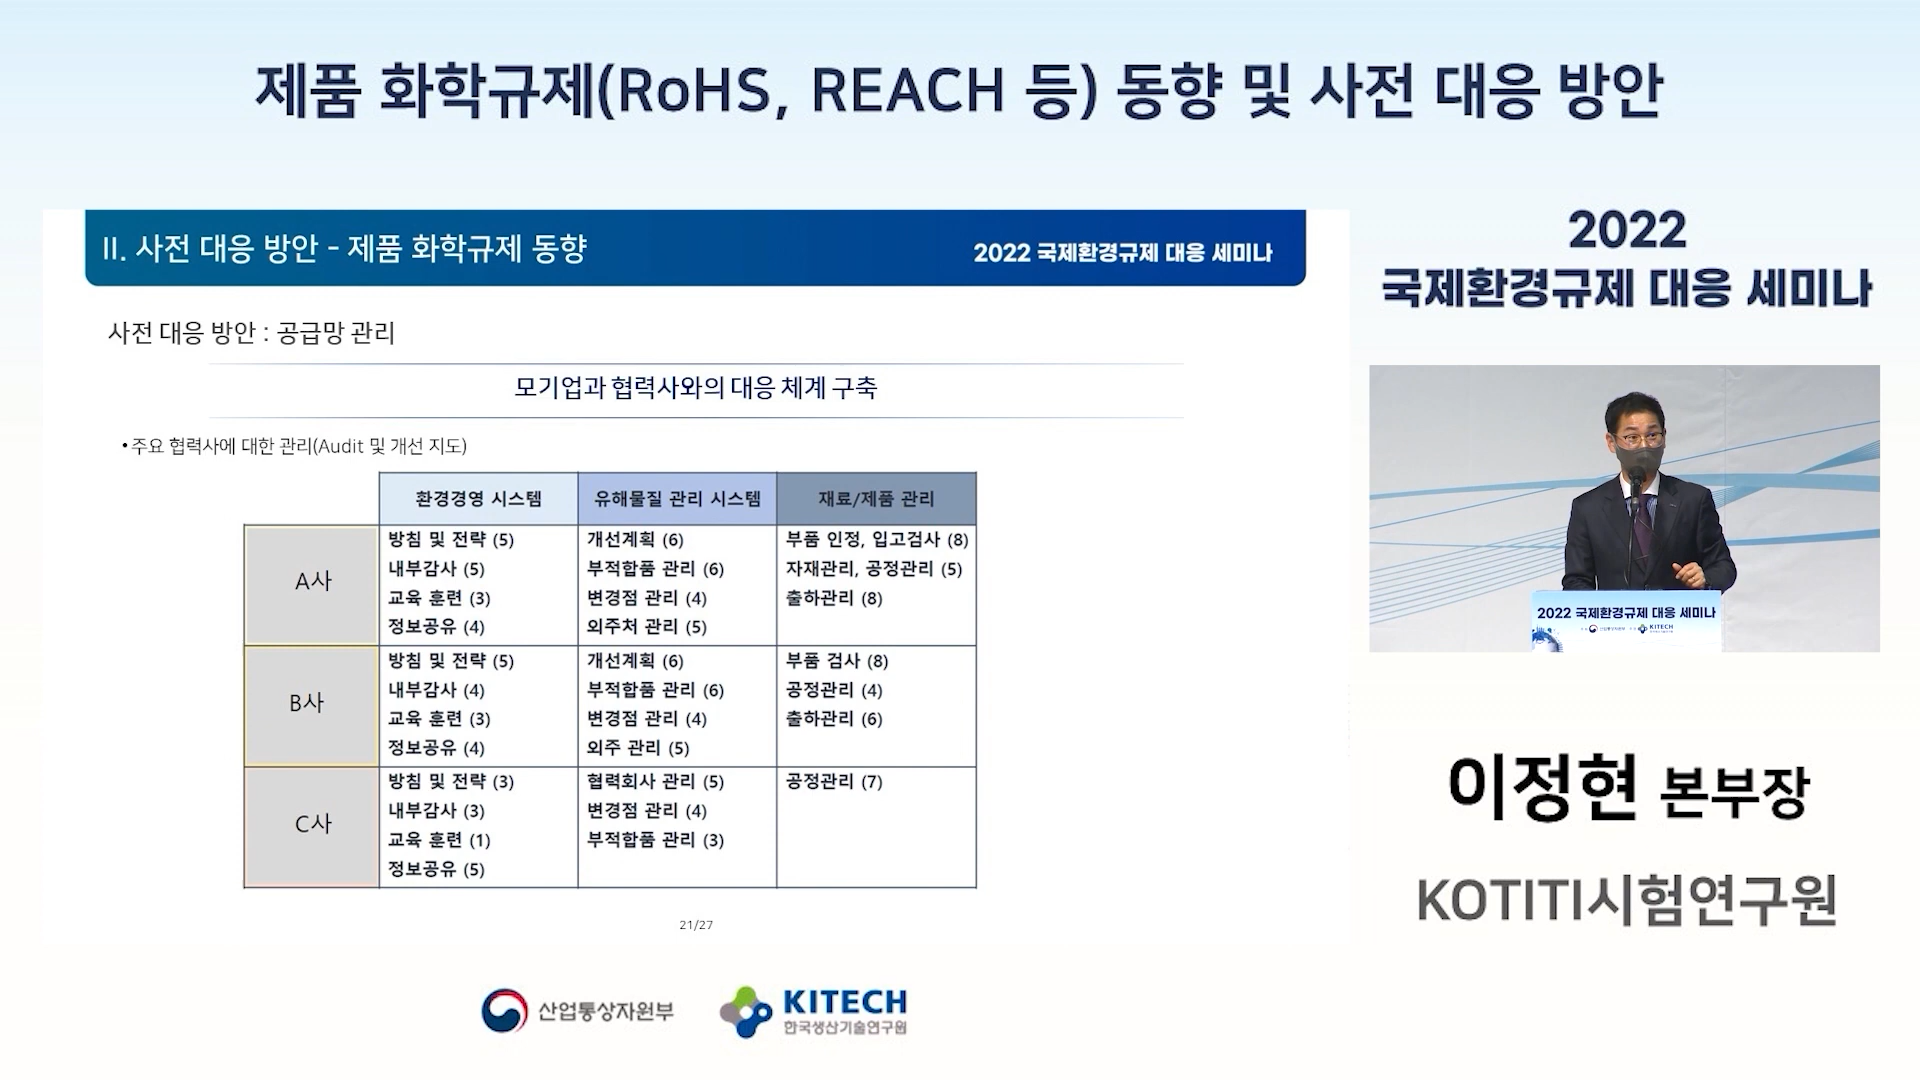 제품 화학규제(RoHS, REACH 등) 동향 및 사전 대응 방안
II. 사전 대응 방안 - 제품 화학규제 동향
2022 국제환경규제 대응 세미나
사전 대응 방안 : 공급망 관리
모기업과 협력사와의 대응 체계 구축
•주요 협력사에 대한 관리(Audit 및 개선 지도)
환경경영 시스템
유해물질 관리 시스템
재료/제품 관리
A사
방침 및 전략 (5)
내부감사 (5)
교육 훈련 (3)
정보공유 (4)
개선계획 (6)
부적합품 관리 (6)
변경점 관리 (4)
외주처 관리 (5)
부품 인정, 입고검사 (8)
자재관리, 공정관리 (5)
출하관리 (8)
B사
방침 및 전략 (5)
내부감사 (4)
교육 훈련 (3)
정보공유 (4)
개선계획 (6)
부적합품 관리 (6)
변경점 관리 (4)
외주 관리 (5)
부품 검사 (8)
공정관리 (4)
출하관리 (6)
C사
방침 및 전략 (3)
내부감사 (3)
교육 훈련 (1)
정보공유 (5)
협력회사 관리 (5)
변경점 관리 (4)
부적합품 관리 (3)
공정관리 (7)
21/27
2022
국제환경규제 대응 세미나
2022 국제환경규제 대응 세미나
산업통상자원부
KITECH
이정현 본부장
KOTITI시험연구원
산업통상자원부
KITECH
한국생산기술연구원